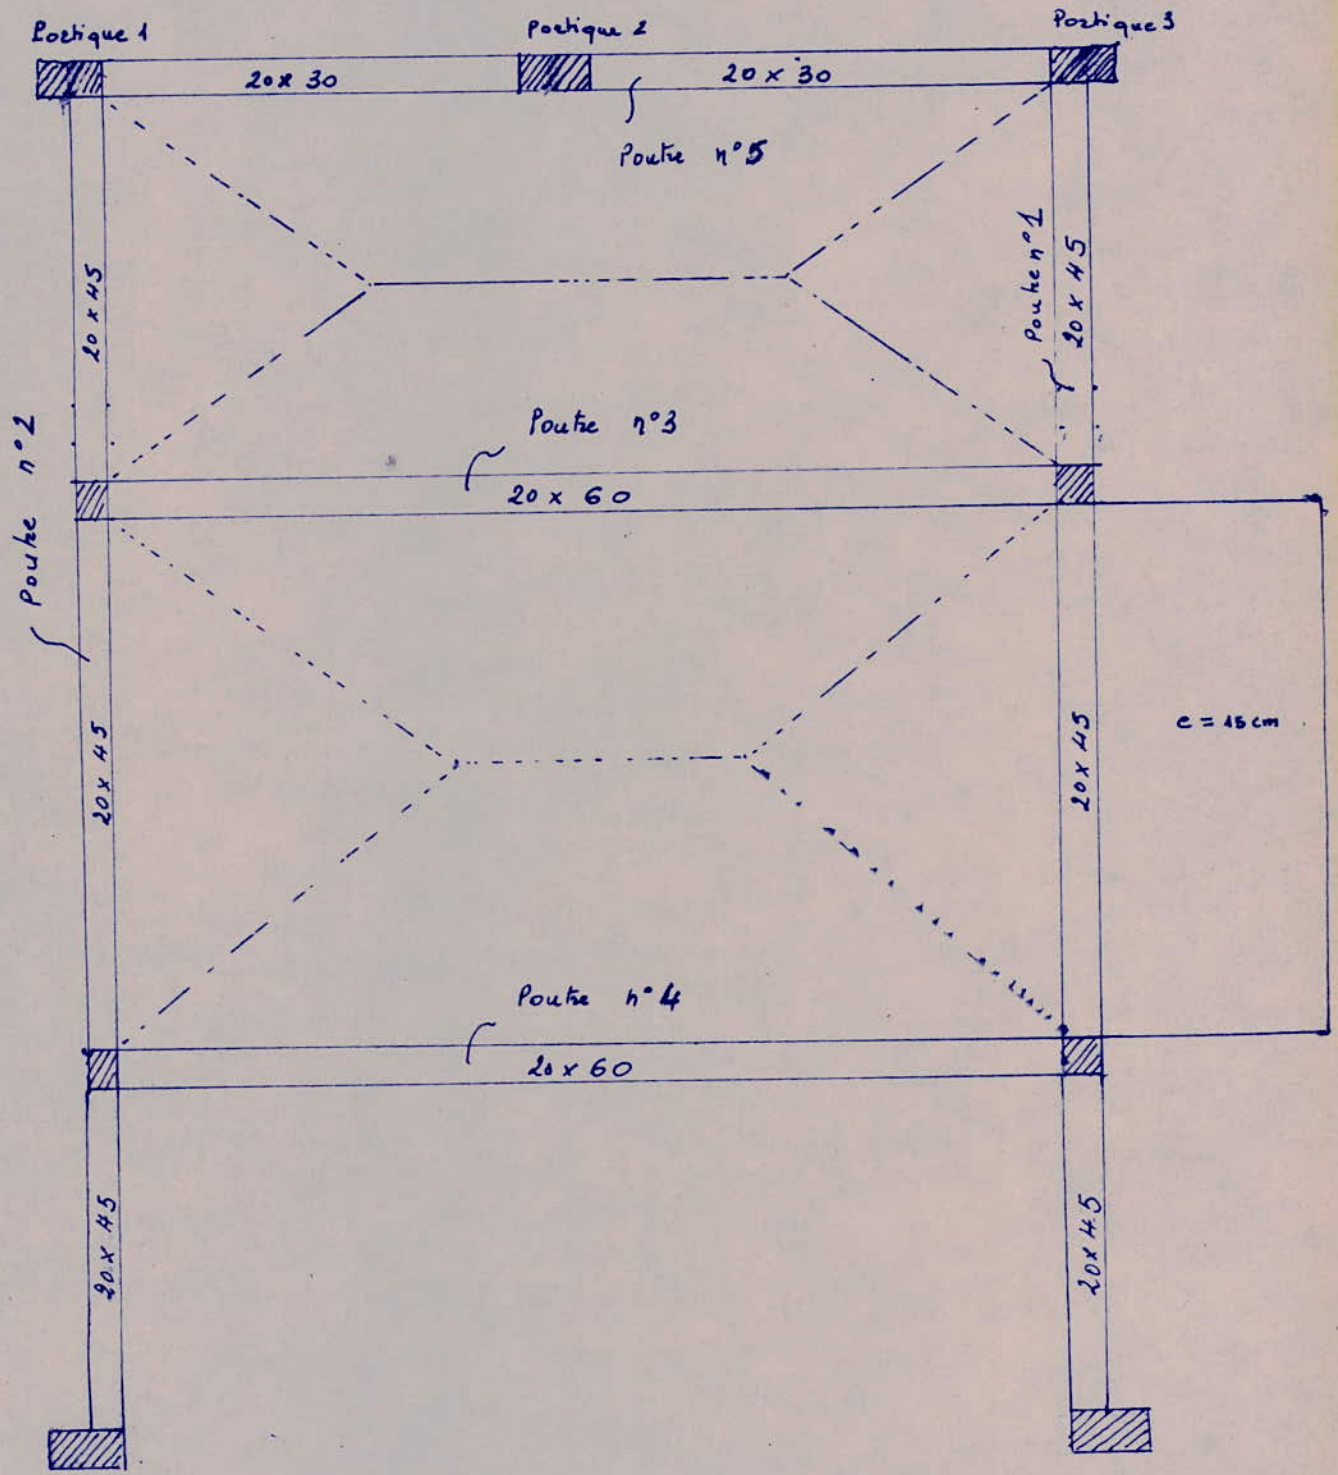 Portique 1
Portique 2
Portique 3
20 x 30
20 x 30
Poutre n°5
Poutre n°1
20 x 45
20 x 45
Poutre n°3
Poutre n°2
20 x 60
20 x 45
20 x 45
e = 15 cm
Poutre n°4
20 x 60
20 x 45
20 x 45